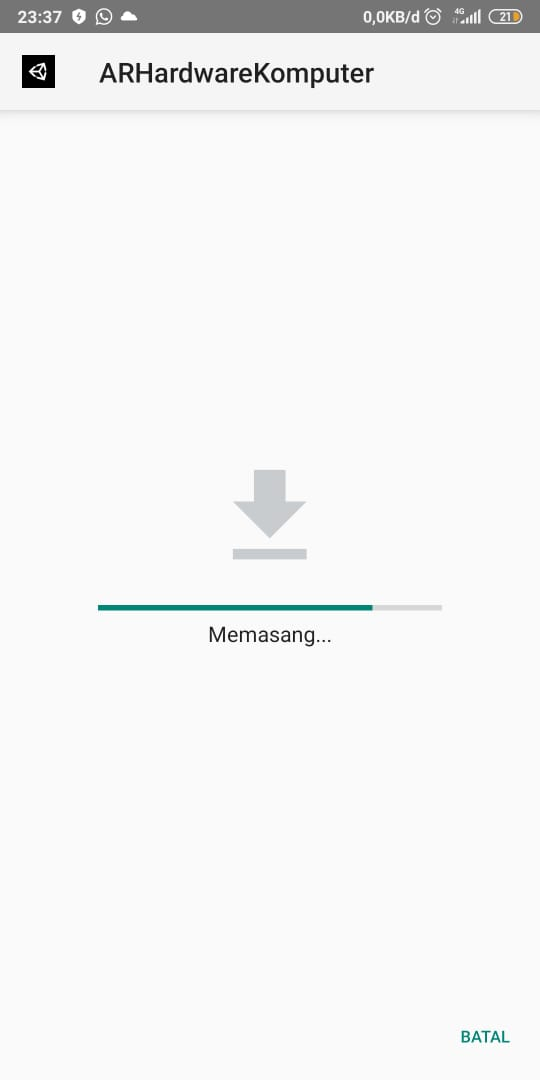 23:37 0,0KB/d 4G 21
ARHardwareKomputer
Memasang...
BATAL